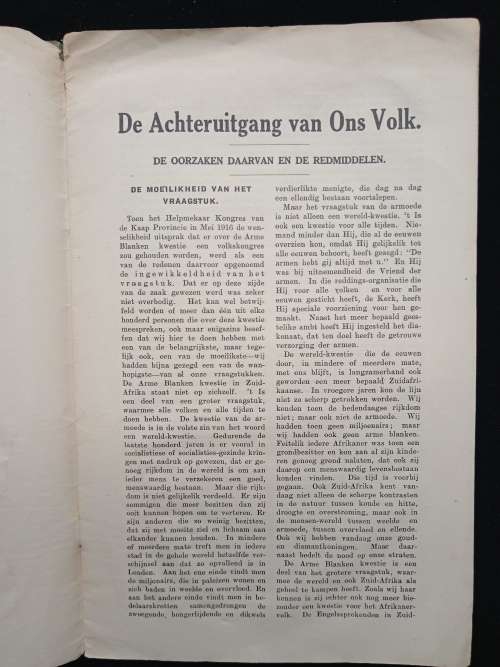 De Achteruitgang van Ons Volk.
DE OORZAKEN DAARVAN EN DE REDMIDDELEN.
DE MOEILIKHEID VAN HET
VRAAGSTUK.
Toen het Helpmekaar Kongres van
de Kaap Provincie in Mei 1916 de wen-
selikheid uitsprak dat er over de Arme
Blanken kwestie een volkskongres
zou gehouden worden, werd als een
van de redenen daarvoor opgenoemd
de ingewikkeldheid van het
vraagstuk. Dat er op deze zijde
van de zaak gewezen werd was zeker
niet overbodig. Het kan wel betwij-
feld worden of meer dan één uit elke
honderd personen die over deze kwestie
meespreken, ook maar enigszins besef-
fen dat wij hier te doen hebben met
een van de belangrijkste, maar tege-
lijk ook, een van de moeilikste—wij
hadden bijna gezegd een van de wan-
hopigste—van al onze vraagstukken.
De Arme Blanken kwestie in Zuid-
Afrika staat niet op zichzelf. 't Is
een deel van een groter vraagstuk,
waarmee alle volken en alle tijden te
doen hebben. De kwestie van de ar-
moede is in de volste zin van het woord
een wereld-kwestie. Gedurende de
laatste honderd jaren is er vooral in
socialistiese of socialisties-gezinde kringen
met nadruk op gewezen, dat er ge-
noeg rijkdom in de wereld is om aan
ieder mens te verzekeren een goed,
menswaardig bestaan. Maar die rijk-
dom is niet gelijkelik verdeeld. Er zijn
sommigen die meer bezitten dan zij
ooit kunnen hopen om te verteren. Er
zijn anderen die zo weinig bezitten,
dat zij met moeite ziel en lichaam aan
elkander kunnen houden. In mindere
of meerdere mate treft men in iedere
stad in de gehele wereld hetzelfde ver-
schijnsel aan dat zo opvallend is in
Londen. Aan het ene einde vindt men
de miljonairs, die in paleizen wonen en
zich baden in weelde en overvloed. En
aan het andere einde vindt men in be-
delaarskretten samengedrongen de
zwoegende, hongerlijdende en dikwels
verdierlikte menigte, die dag na dag
een ellendig bestaan voortslepen.
Maar het vraagstuk van de armoede
is niet alleen een wereld-kwestie. 't Is
ook een kwestie voor alle tijden. Nie-
mand minder dan Hij, die al de eeuwen
overzien kon, omdat Hij gelijkelik tot
alle eeuwen behoort, heeft gezegd: "De
armen hebt gij altijd met u." En Hij
was bij uitnemendheid de Vriend der
armen. In die reddings-organisatie die
Hij voor alle volken en voor alle
eeuwen gesticht heeft, de Kerk, heeft
Hij speciale voorziening voor hen ge-
maakt. Naast het meer bepaald gees-
telike ambt heeft Hij ingesteld het dia-
konaat, dat ten doel heeft de getrouwe
verzorging der armen.
De wereld-kwestie die de eeuwen
door, in mindere of meerdere mate,
met ons blijft, is langzamerhand ook
geworden een meer bepaald Zuidafri-
kaanse. In vroegere jaren kon de lijn
niet zo scherp getrokken worden. Wij
kenden toen de hedendaagse rijkdom
niet; maar ook niet de armoede. Wij
hadden toen geen miljonairs; maar
wij hadden ook geen arme blanken.
Feitelik iedere Afrikaner was toen een
grondbezitter en kon aan al zijn kinde-
ren genoeg grond nalaten, dat ook zij
daarop een menswaardig levensbestaan
konden vinden. Die tijd is voorbij
gegaan. Ook Zuid-Afrika kent van-
daag niet alleen de scherpe kontrasten
in de natuur tussen koude en hitte,
droogte en overstroming, maar ook in
de mensen-wereld tussen weelde en
armoede, tussen overvloed en ellende.
Ook wij hebben vandaag onze goud-
en diamantkoningen. Maar daar-
naast bedelt de nood op onze straten.
De Arme Blanken kwestie is een
deel van het grotere vraagstuk, waar-
mee de wereld en ook Zuid-Afrika als
geheel te kampen heeft. Zoals wij haar
kennen is zij echter ook nog meer bie-
zonder een kwestie voor het Afrikaner-
volk. De Engelssprekenden in Zuid-